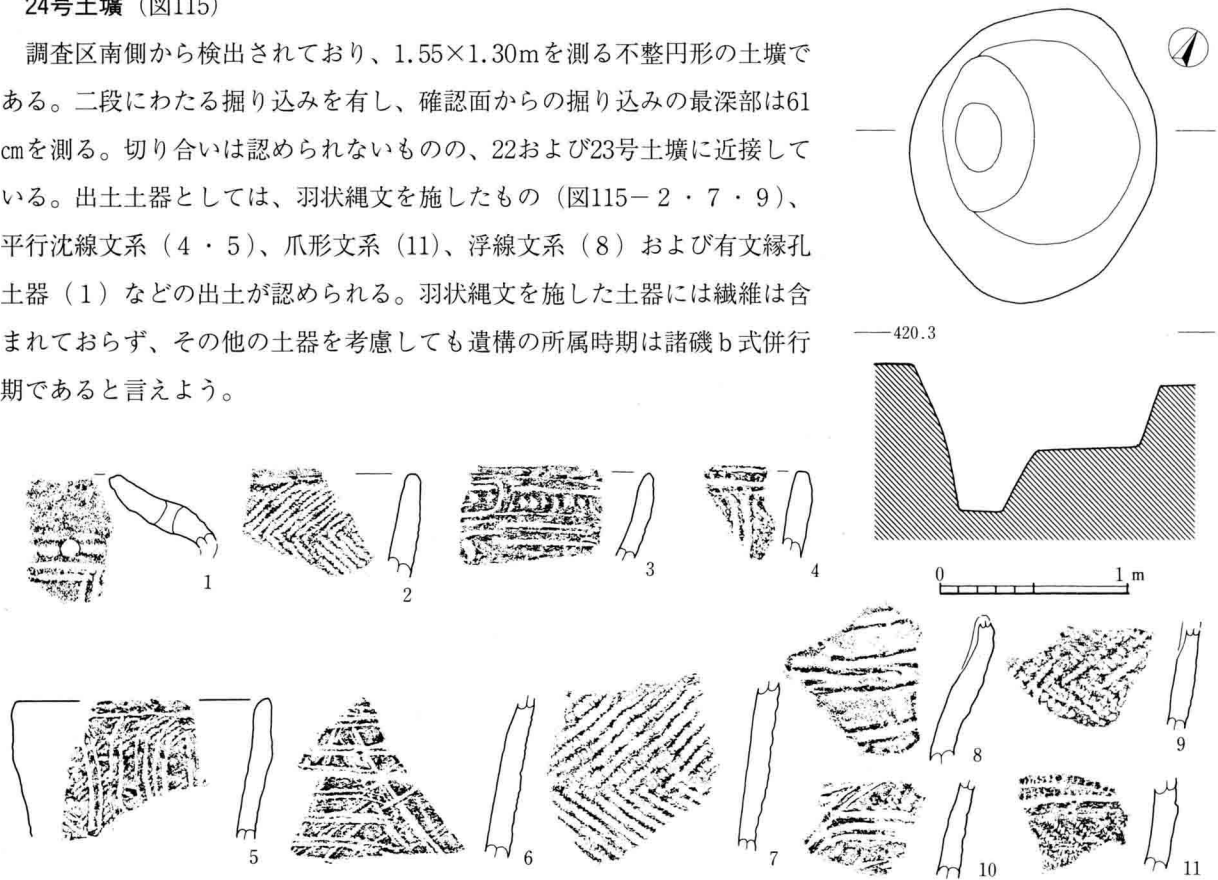 24号土壙（図115）
　調査区南側から検出されており、1.55×1.30mを測る不整円形の土壙で
ある。二段にわたる掘り込みを有し、確認面からの掘り込みの最深部は61
㎝を測る。切り合いは認められないものの、22および23号土壙に近接して
いる。出土土器としては、羽状縄文を施したもの（図115－2・7・9）、
平行沈線文系（4・5）、爪形文系（11）、浮線文系（8）および有文縁孔
土器（1）などの出土が認められる。羽状縄文を施した土器には繊維は含
まれておらず、その他の土器を考慮しても遺構の所属時期は諸磯ｂ式併行
期であると言えよう。
420.3
0 1 m
1
2
3
4
5
6
7
8
9
10
11